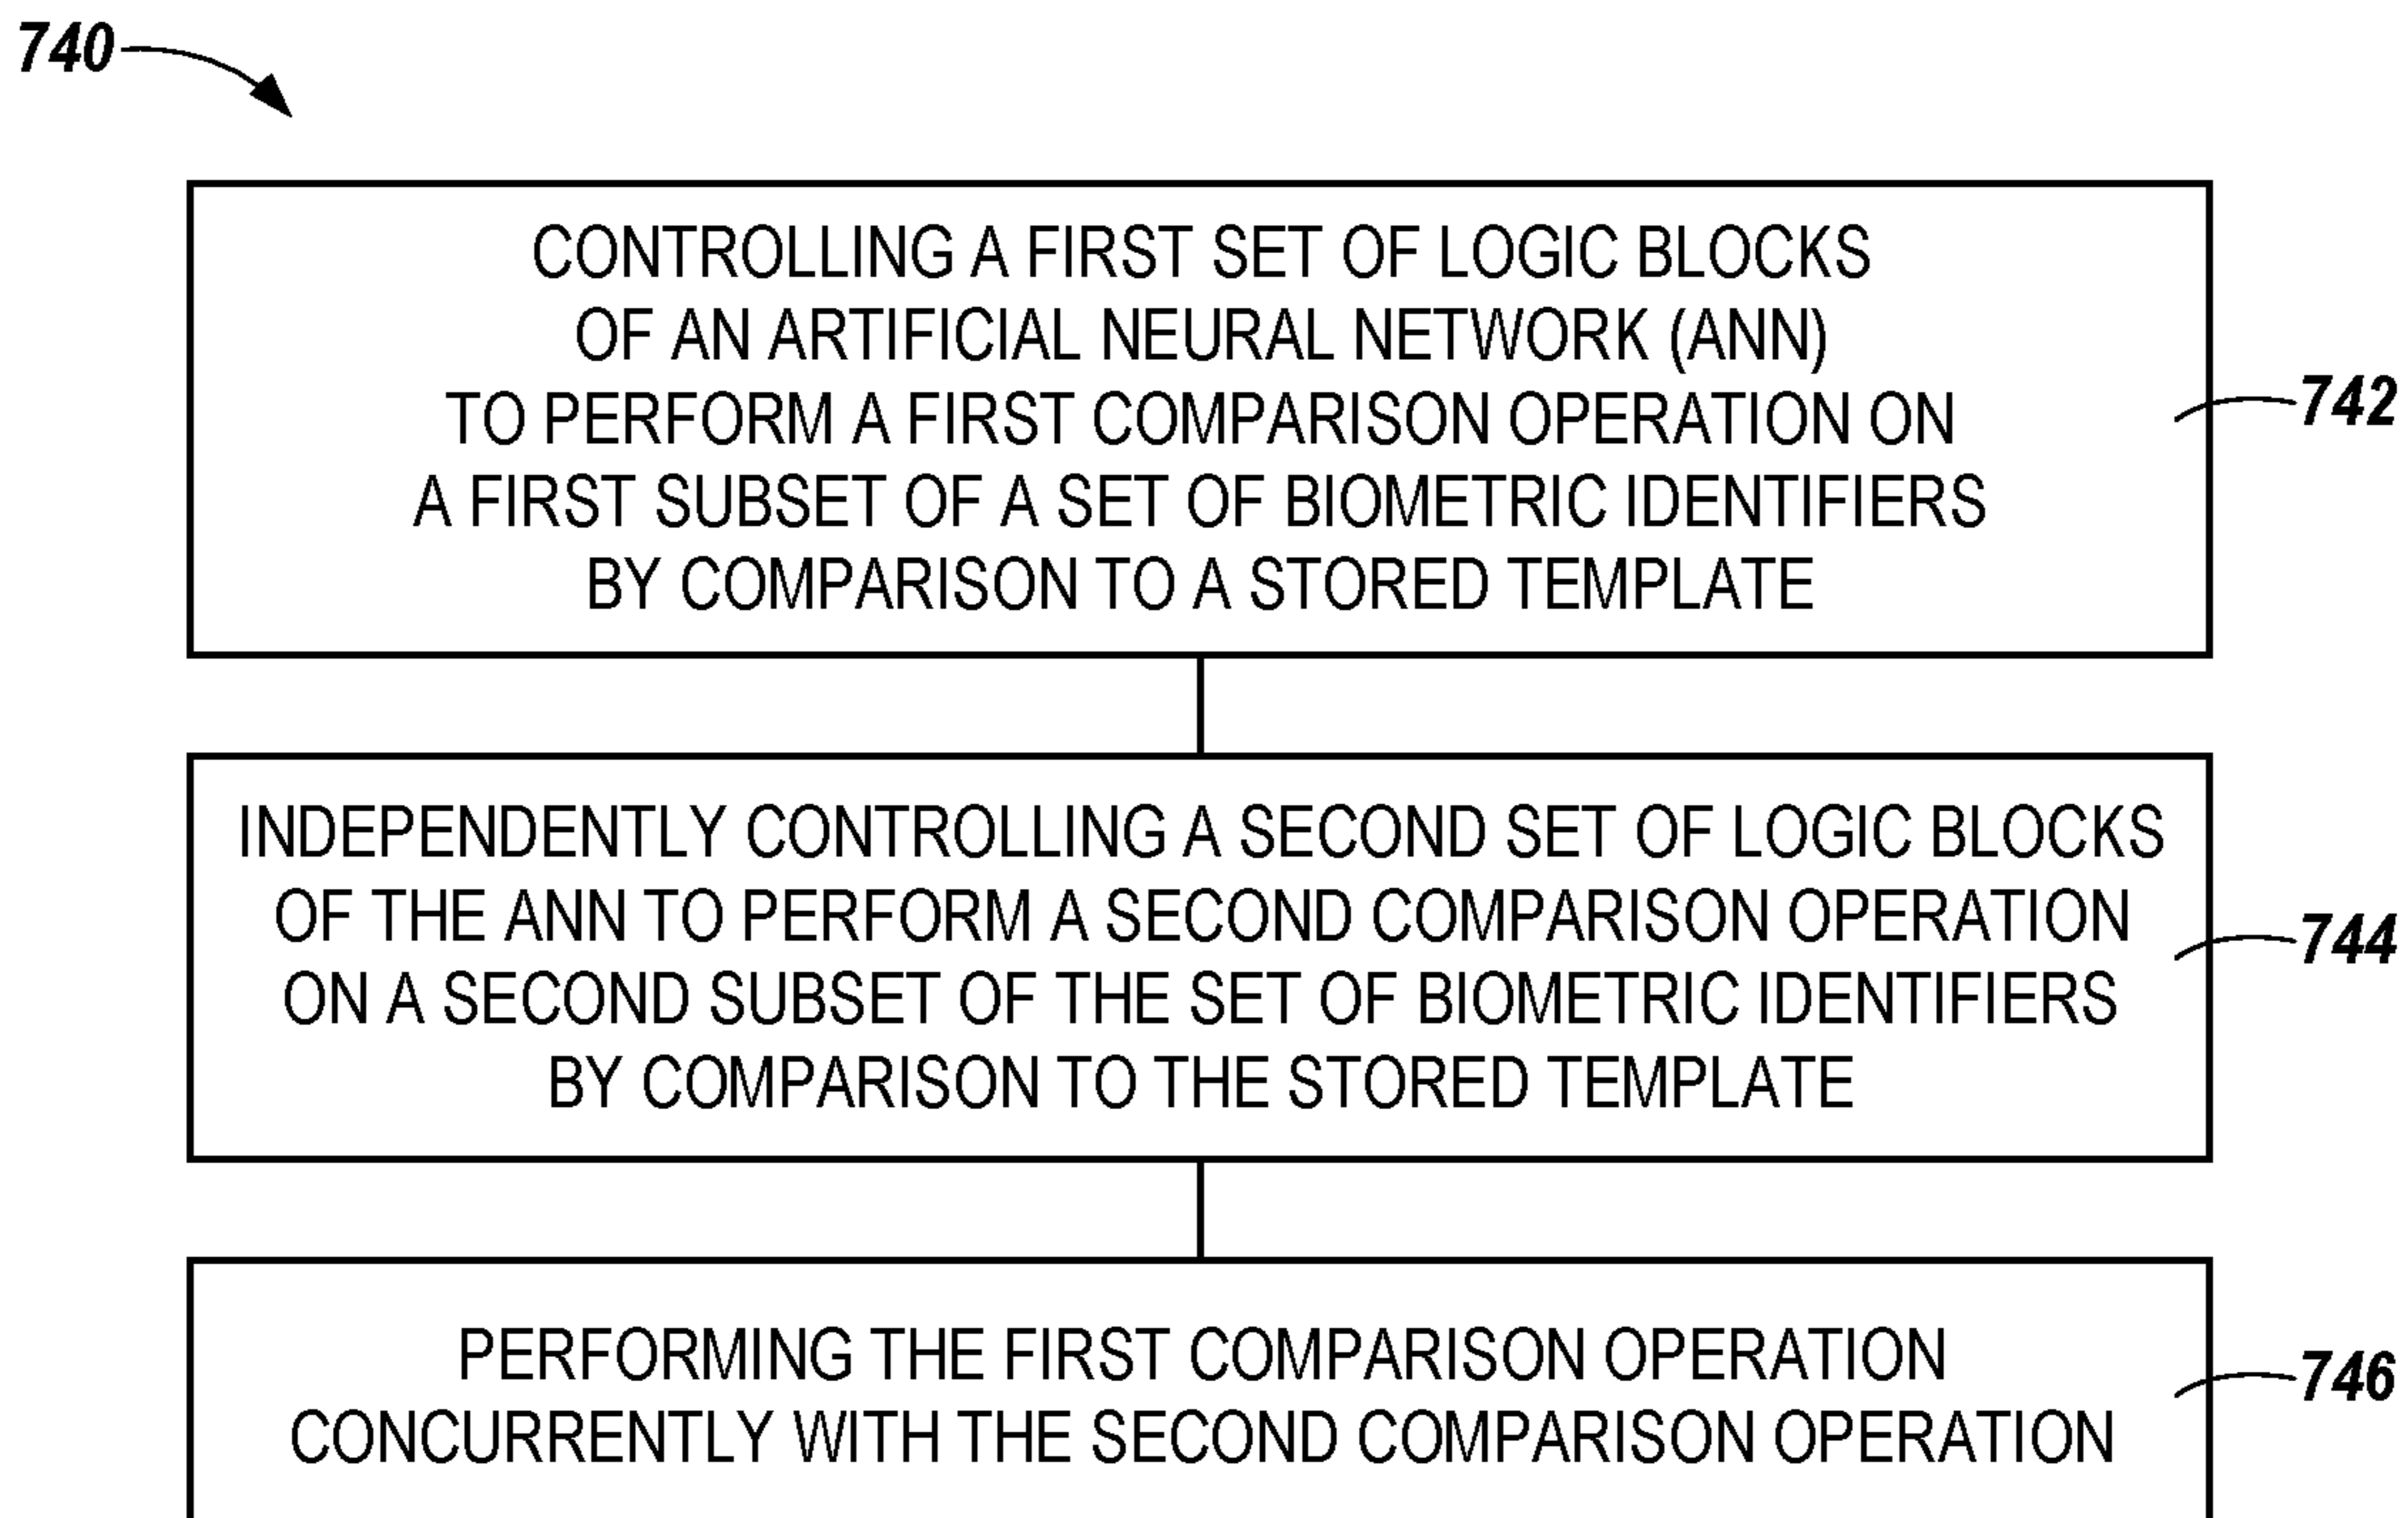 740
CONTROLLING A FIRST SET OF LOGIC BLOCKS
OF AN ARTIFICIAL NEURAL NETWORK (ANN)
TO PERFORM A FIRST COMPARISON OPERATION ON
A FIRST SUBSET OF A SET OF BIOMETRIC IDENTIFIERS
BY COMPARISON TO A STORED TEMPLATE
742
INDEPENDENTLY CONTROLLING A SECOND SET OF LOGIC BLOCKS
OF THE ANN TO PERFORM A SECOND COMPARISON OPERATION
ON A SECOND SUBSET OF THE SET OF BIOMETRIC IDENTIFIERS
BY COMPARISON TO THE STORED TEMPLATE
744
PERFORMING THE FIRST COMPARISON OPERATION
CONCURRENTLY WITH THE SECOND COMPARISON OPERATION
746